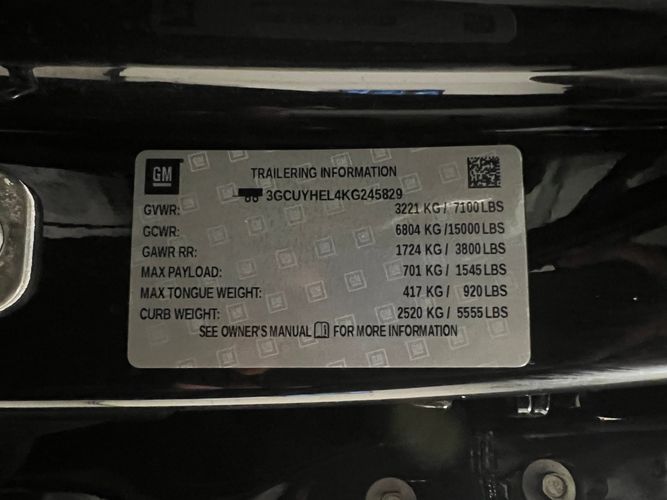 GM
TRAILERING INFORMATION
3GCUYHEL4KG245829
GVWR: 3221 KG / 7100 LBS
GCWR: 6804 KG /15000 LBS
GAWR RR: 1724 KG / 3800 LBS
MAX PAYLOAD: 701 KG / 1545 LBS
MAX TONGUE WEIGHT: 417 KG / 920 LBS
CURB WEIGHT: 2520 KG / 5555 LBS
SEE OWNER'S MANUAL FOR MORE INFORMATION